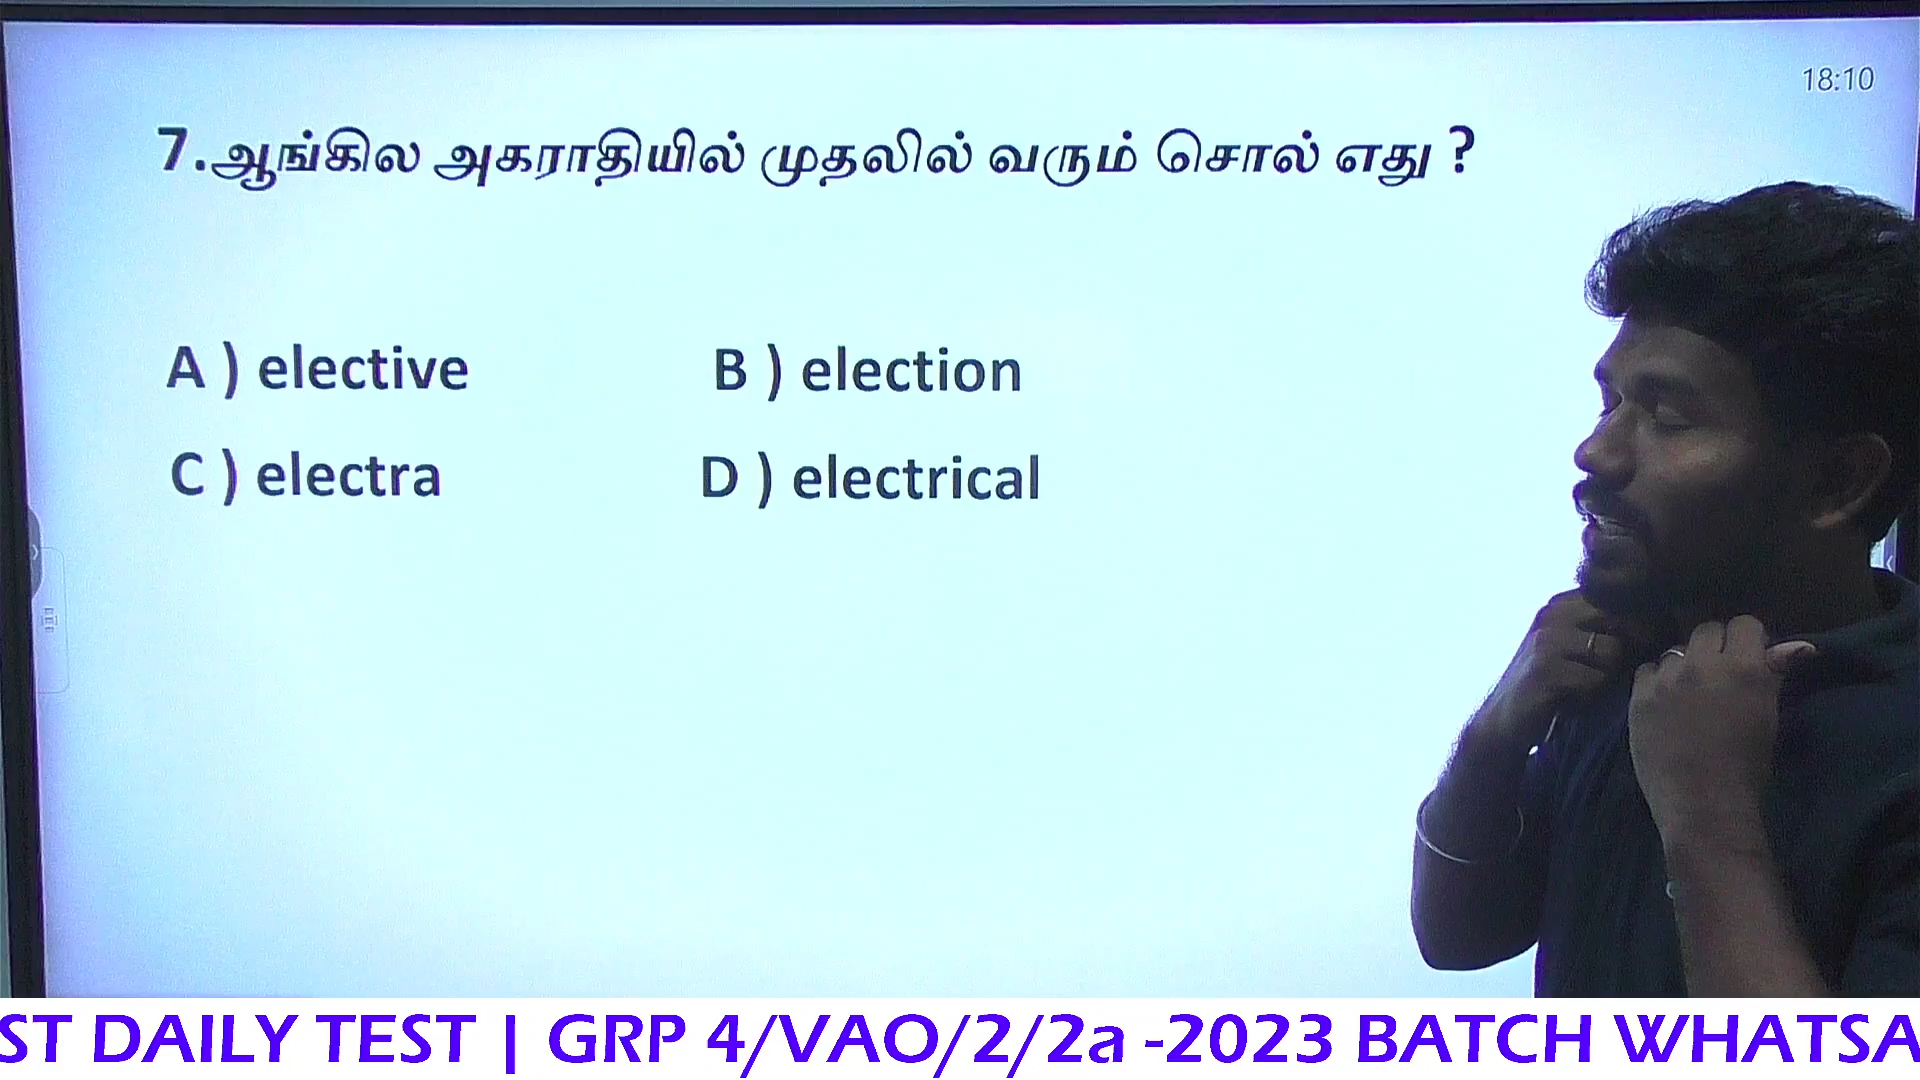 18:10
7.ஆங்கில அகராதியில் முதலில் வரும் சொல் எது ?
A ) elective B ) election
C ) electra D ) electrical
ST DAILY TEST | GRP 4/VAO/2/2a -2023 BATCH WHATSA